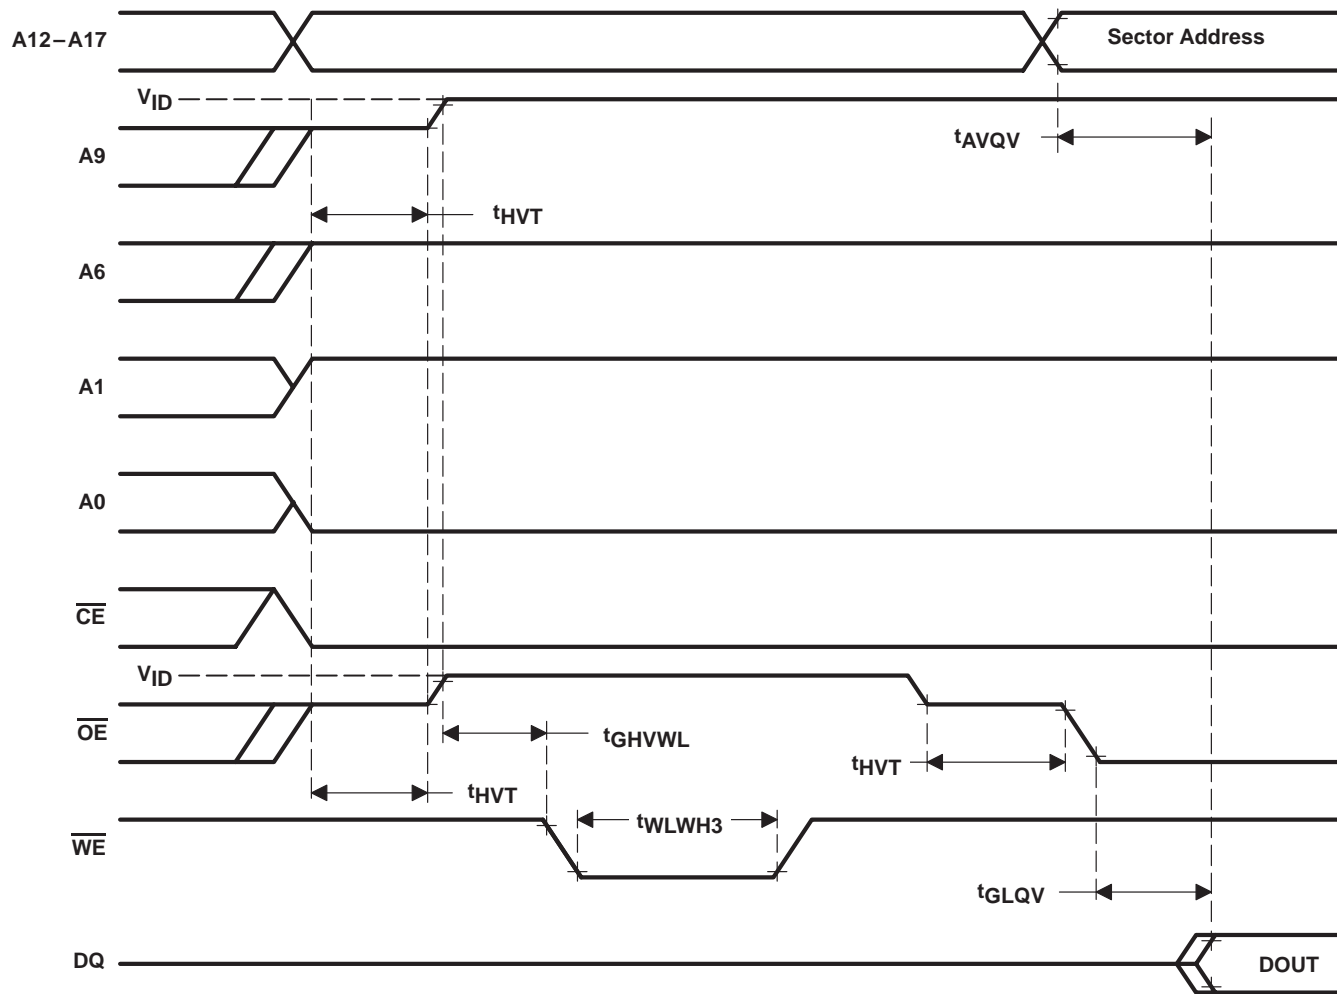 A12–A17
Sector Address
VID
A9
tAVQV
tHVT
A6
A1
A0
CE
VID
OE
tGHVWL
tHVT
tHVT
WE
tWLWH3
tGLQV
DQ
DOUT